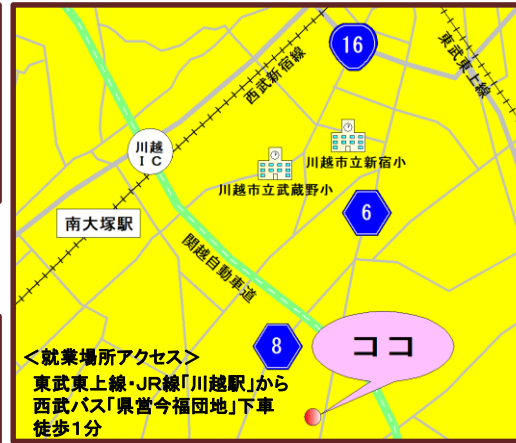 16
西武新宿線
東武東上線
川越
IC
川越市立新宿小
川越市立武蔵野小
南大塚駅
6
関越自動車道
8
ココ
＜就業場所アクセス＞
東武東上線・JR線「川越駅」から
西武バス「県営今福団地」下車
徒歩1分